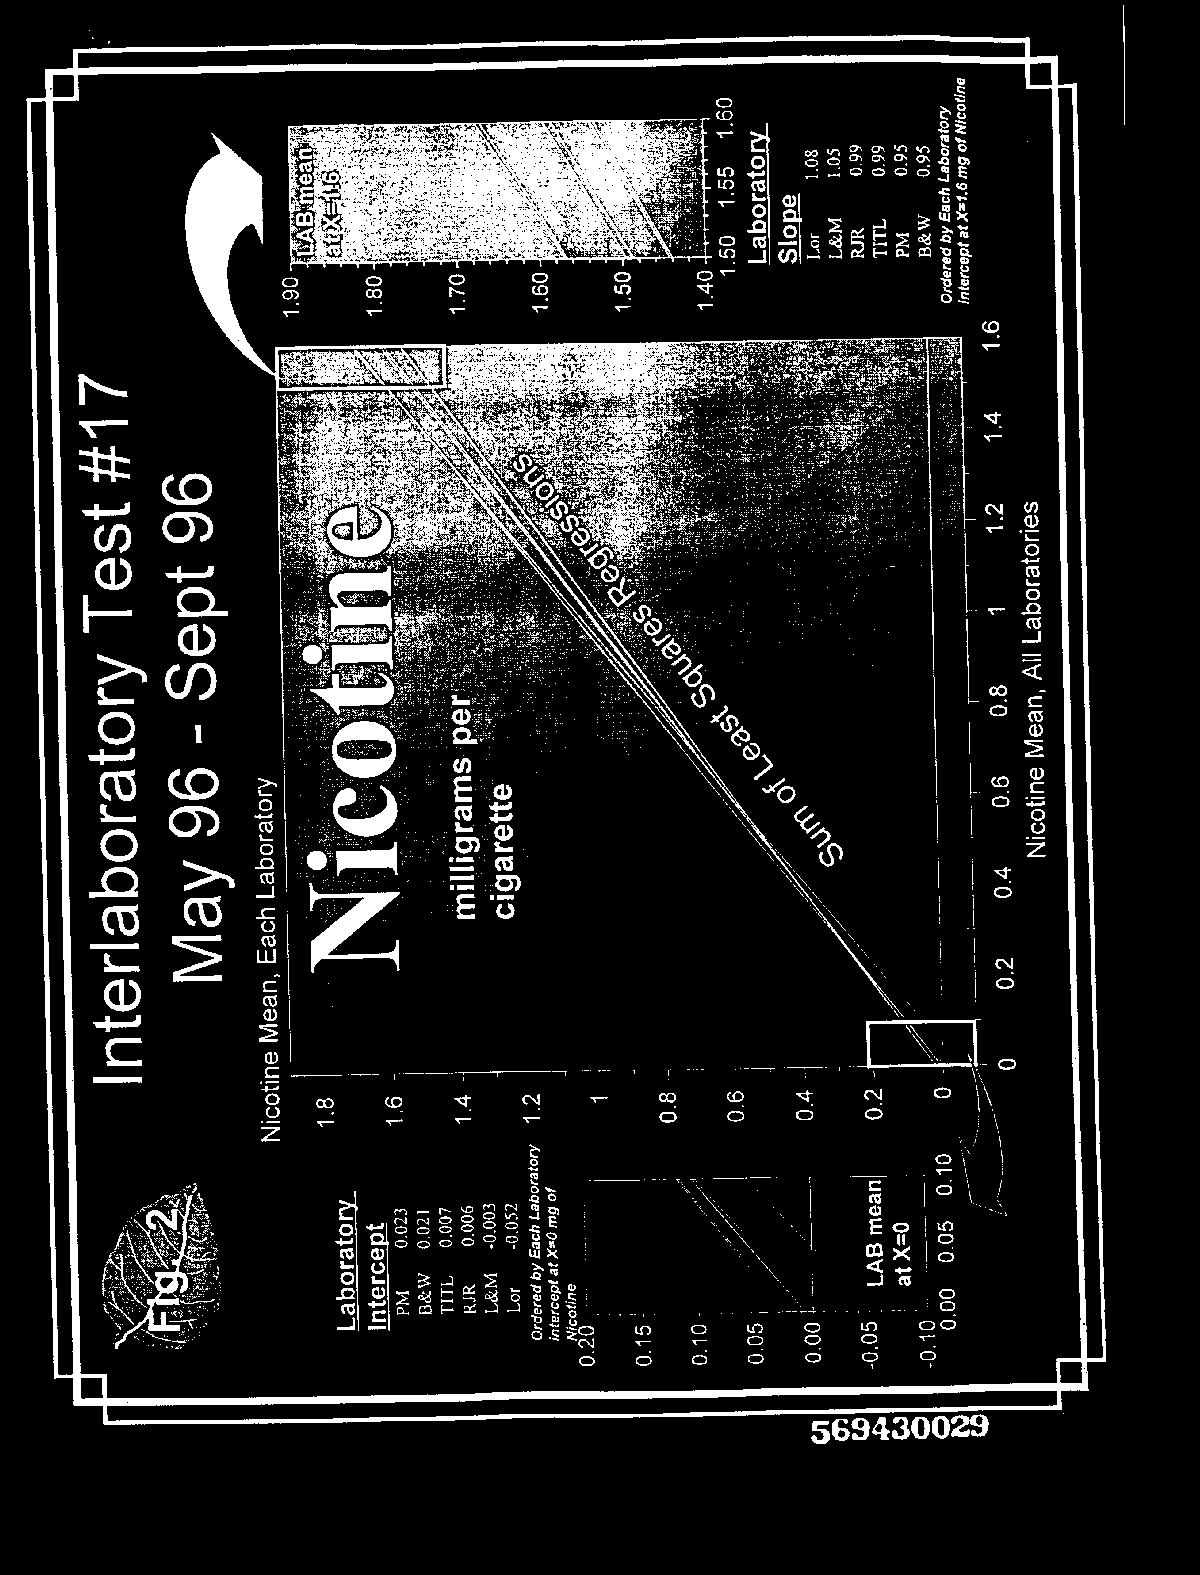 Fig. 2
Interlaboratory Test #17
May 96 - Sept 96
Nicotine Mean, Each Laboratory
Nicotine
milligrams per
cigarette
Sum of Least Squares Regressions
1.8
1.6
1.4
1.2
1
0.8
0.6
0.4
0.2
0
0 0.2 0.4 0.6 0.8 1 1.2 1.4 1.6
Nicotine Mean, All Laboratories
Laboratory
Intercept
PM 0.023
B&W 0.021
TITL 0.007
RJR 0.006
L&M -0.003
Lor -0.052
Ordered by Each Laboratory
Intercept at X=0 mg of
Nicotine
0.20
0.15
0.10
0.05
0.00
-0.05
-0.10
0.00 0.05 0.10
LAB mean
at X=0
LAB mean
at X=1.6
1.90
1.80
1.70
1.60
1.50
1.40
1.50 1.55 1.60
Laboratory
Slope
Lor 1.08
L&M 1.05
RJR 0.99
TITL 0.99
PM 0.95
B&W 0.95
Ordered by Each Laboratory
Intercept at X=1.6 mg of Nicotine
569430029